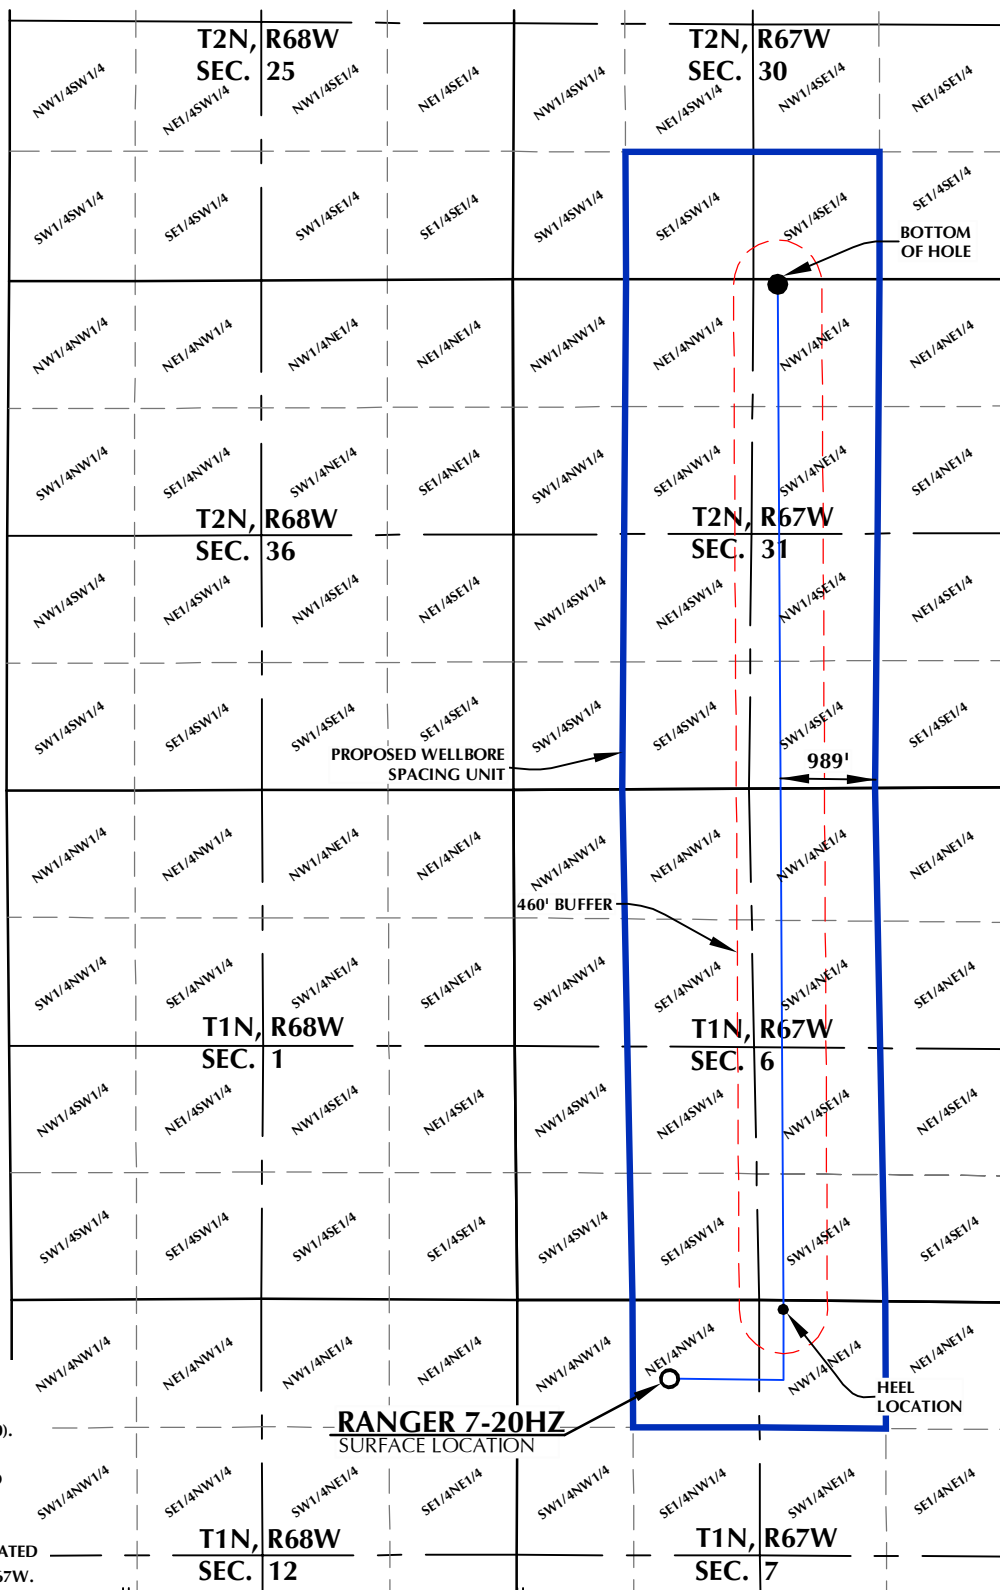 T2N, R68W
SEC. 25
T2N, R67W
SEC. 30
NW1/4SW1/4
NE1/4SW1/4
NW1/4SE1/4
NE1/4SE1/4
NW1/4SW1/4
NE1/4SW1/4
NW1/4SE1/4
NE1/4SE1/4
SW1/4SW1/4
SE1/4SW1/4
SW1/4SE1/4
SE1/4SE1/4
SW1/4SW1/4
SE1/4SW1/4
SW1/4SE1/4
SE1/4SE1/4
BOTTOM
OF HOLE
NW1/4NW1/4
NE1/4NW1/4
NW1/4NE1/4
NE1/4NE1/4
NW1/4NW1/4
NE1/4NW1/4
NW1/4NE1/4
NE1/4NE1/4
SW1/4NW1/4
SE1/4NW1/4
SW1/4NE1/4
SE1/4NE1/4
SW1/4NW1/4
SE1/4NW1/4
SW1/4NE1/4
SE1/4NE1/4
T2N, R68W
SEC. 36
T2N, R67W
SEC. 31
NW1/4SW1/4
NE1/4SW1/4
NW1/4SE1/4
NE1/4SE1/4
NW1/4SW1/4
NE1/4SW1/4
NW1/4SE1/4
NE1/4SE1/4
SW1/4SW1/4
SE1/4SW1/4
SW1/4SE1/4
SE1/4SE1/4
SW1/4SW1/4
SE1/4SW1/4
SW1/4SE1/4
SE1/4SE1/4
PROPOSED WELLBORE
SPACING UNIT
989'
NW1/4NW1/4
NE1/4NW1/4
NW1/4NE1/4
NE1/4NE1/4
NW1/4NW1/4
NE1/4NW1/4
NW1/4NE1/4
NE1/4NE1/4
460' BUFFER
SW1/4NW1/4
SE1/4NW1/4
SW1/4NE1/4
SE1/4NE1/4
SW1/4NW1/4
SE1/4NW1/4
SW1/4NE1/4
SE1/4NE1/4
T1N, R68W
SEC. 1
T1N, R67W
SEC. 6
NW1/4SW1/4
NE1/4SW1/4
NW1/4SE1/4
NE1/4SE1/4
NW1/4SW1/4
NE1/4SW1/4
NW1/4SE1/4
NE1/4SE1/4
SW1/4SW1/4
SE1/4SW1/4
SW1/4SE1/4
SE1/4SE1/4
SW1/4SW1/4
SE1/4SW1/4
SW1/4SE1/4
SE1/4SE1/4
NW1/4NW1/4
NE1/4NW1/4
NW1/4NE1/4
NE1/4NE1/4
NW1/4NW1/4
NE1/4NW1/4
NW1/4NE1/4
NE1/4NE1/4
HEEL
LOCATION
RANGER 7-20HZ
SURFACE LOCATION
).
SW1/4NW1/4
SE1/4NW1/4
SW1/4NE1/4
SE1/4NE1/4
SW1/4NW1/4
SE1/4NW1/4
SW1/4NE1/4
SE1/4NE1/4
ATED
67W.
T1N, R68W
SEC. 12
T1N, R67W
SEC. 7